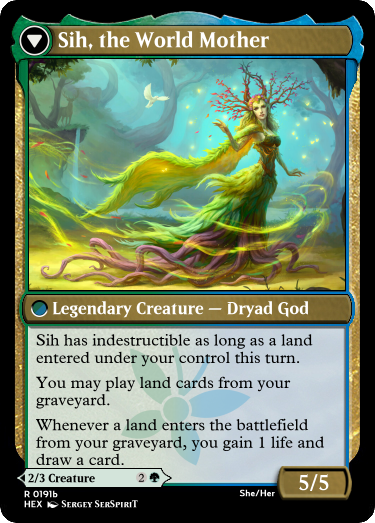 Sih, the World Mother
Legendary Creature — Dryad God
Sih has indestructible as long as a land
entered under your control this turn.
You may play land cards from your
graveyard.
Whenever a land enters the battlefield
from your graveyard, you gain 1 life and
draw a card.
2/3 Creature 2
5/5
R 0191b
She/Her
HEX Sergey SerSpiriT